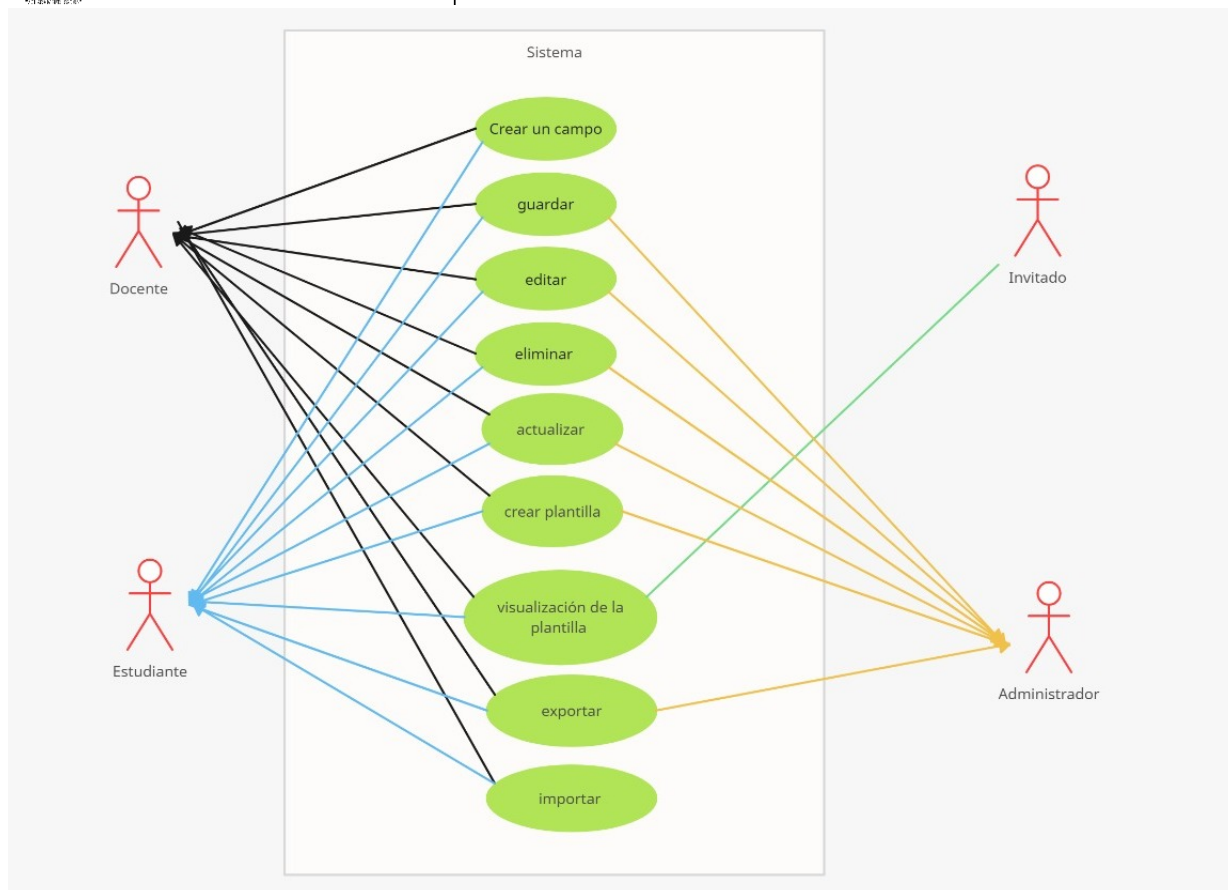 Sistema
Crear un campo
guardar
Docente
Invitado
editar
eliminar
actualizar
crear plantilla
visualización de la
plantilla
Estudiante
Administrador
exportar
importar